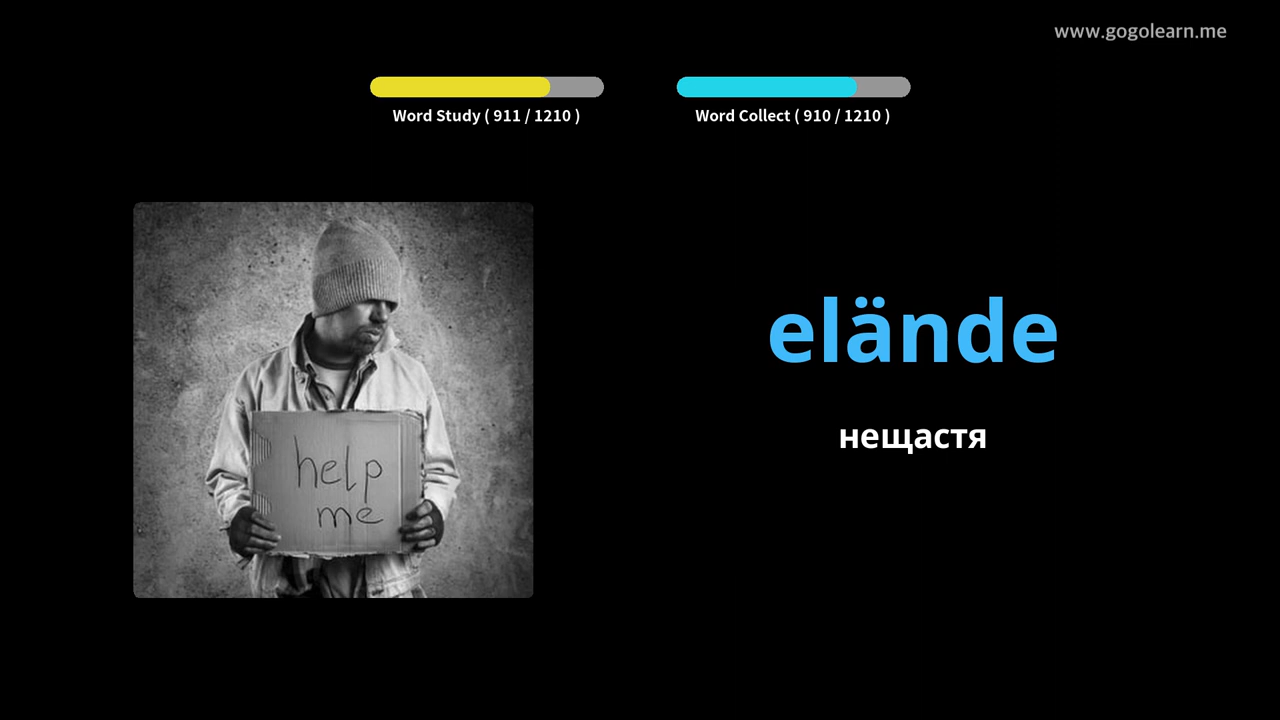 www.gogolearn.me
Word Study ( 911 / 1210 )
Word Collect ( 910 / 1210 )
help
me
elände
нещастя